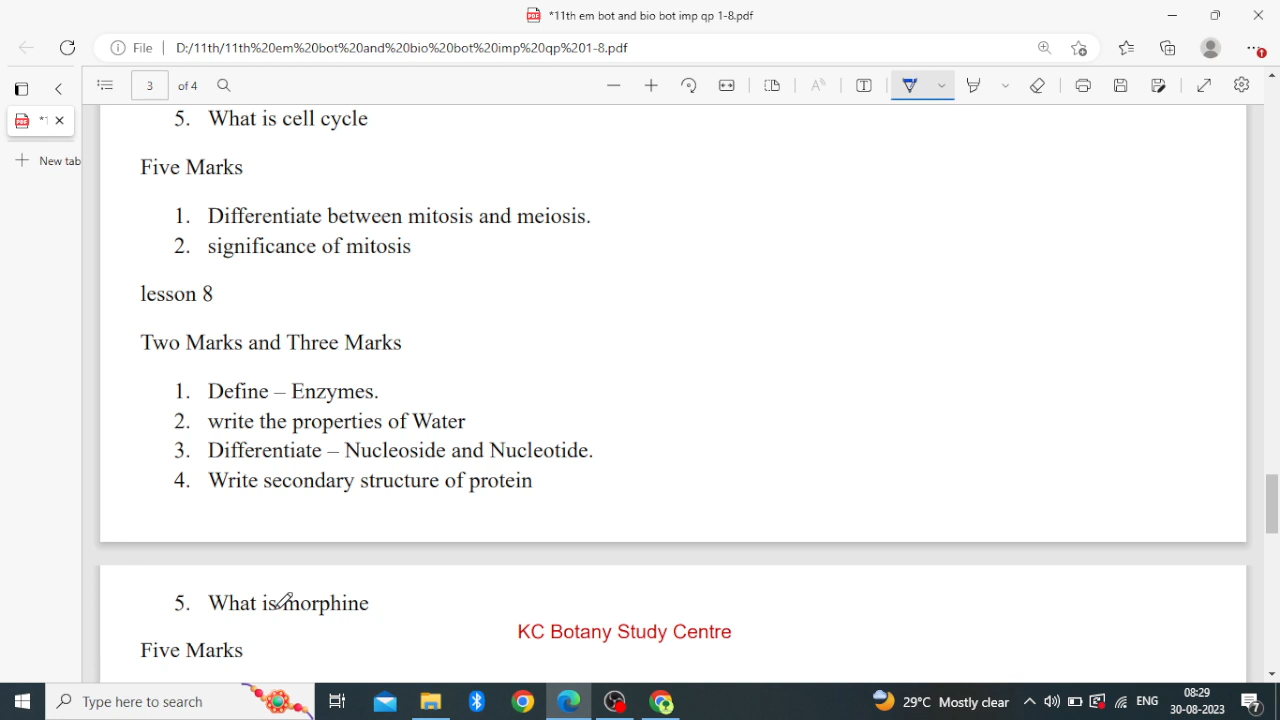 *11th em bot and bio bot imp qp 1-8.pdf
File
D:/11th/11th%20em%20bot%20and%20bio%20bot%20imp%20qp%201-8.pdf
3 of 4
New tab
5. What is cell cycle
Five Marks
1. Differentiate between mitosis and meiosis.
2. significance of mitosis
lesson 8
Two Marks and Three Marks
1. Define – Enzymes.
2. write the properties of Water
3. Differentiate – Nucleoside and Nucleotide.
4. Write secondary structure of protein
5. What is morphine
KC Botany Study Centre
Five Marks
Type here to search
29°C Mostly clear
ENG
08:29
30-08-2023
7